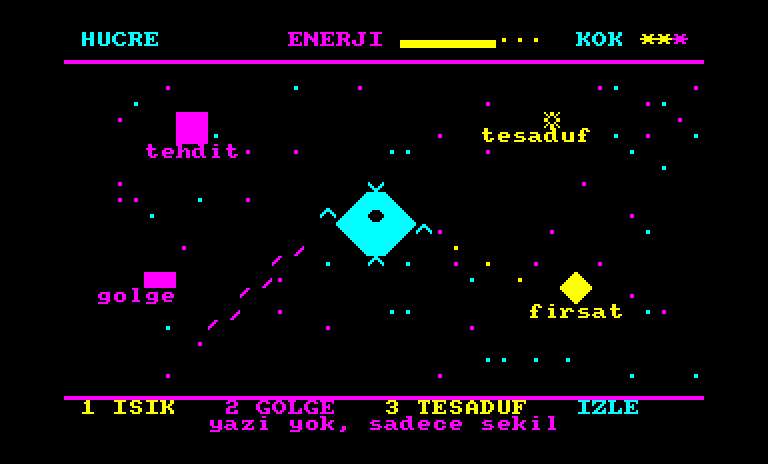 HUCRE ENERJI KOK ***
tehdit
tesaduf
golge
firsat
1 ISIK 2 GOLGE 3 TESADUF IZLE
yazi yok, sadece sekil